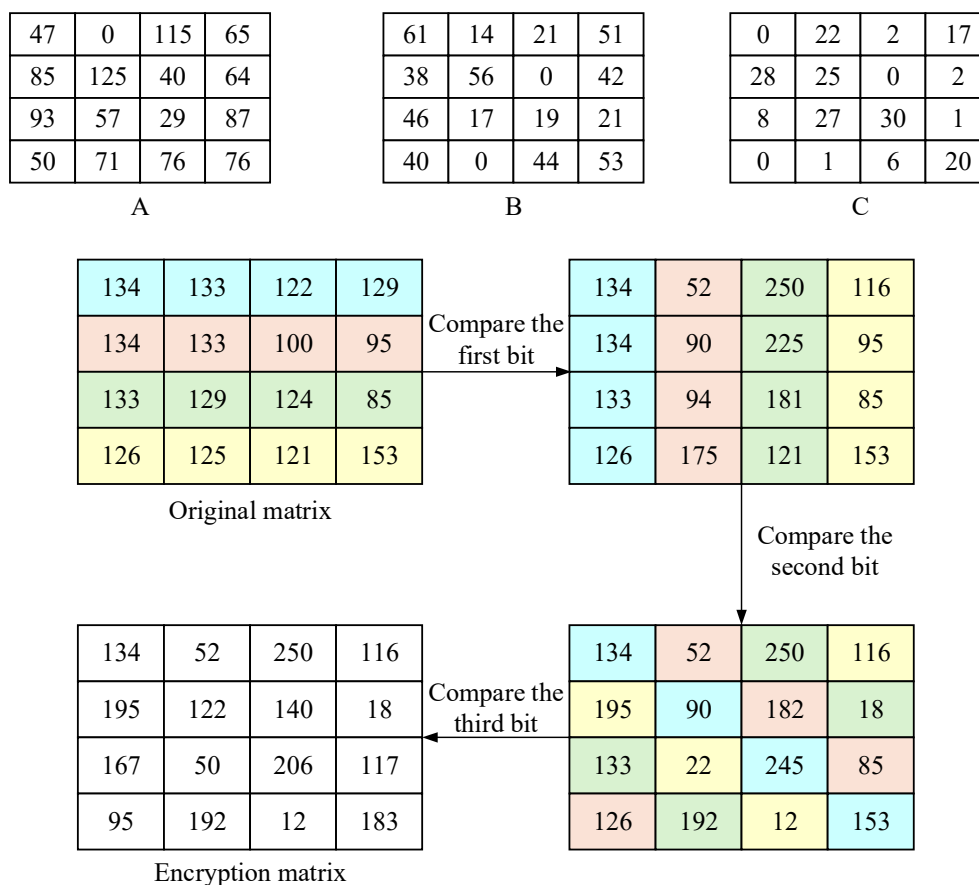 47 0 115 65
85 125 40 64
93 57 29 87
50 71 76 76
A
61 14 21 51
38 56 0 42
46 17 19 21
40 0 44 53
B
0 22 2 17
28 25 0 2
8 27 30 1
0 1 6 20
C
134 133 122 129
134 133 100 95
133 129 124 85
126 125 121 153
Original matrix
Compare the
first bit
134 52 250 116
134 90 225 95
133 94 181 85
126 175 121 153
Compare the
second bit
134 52 250 116
195 90 182 18
133 22 245 85
126 192 12 153
Compare the
third bit
134 52 250 116
195 122 140 18
167 50 206 117
95 192 12 183
Encryption matrix